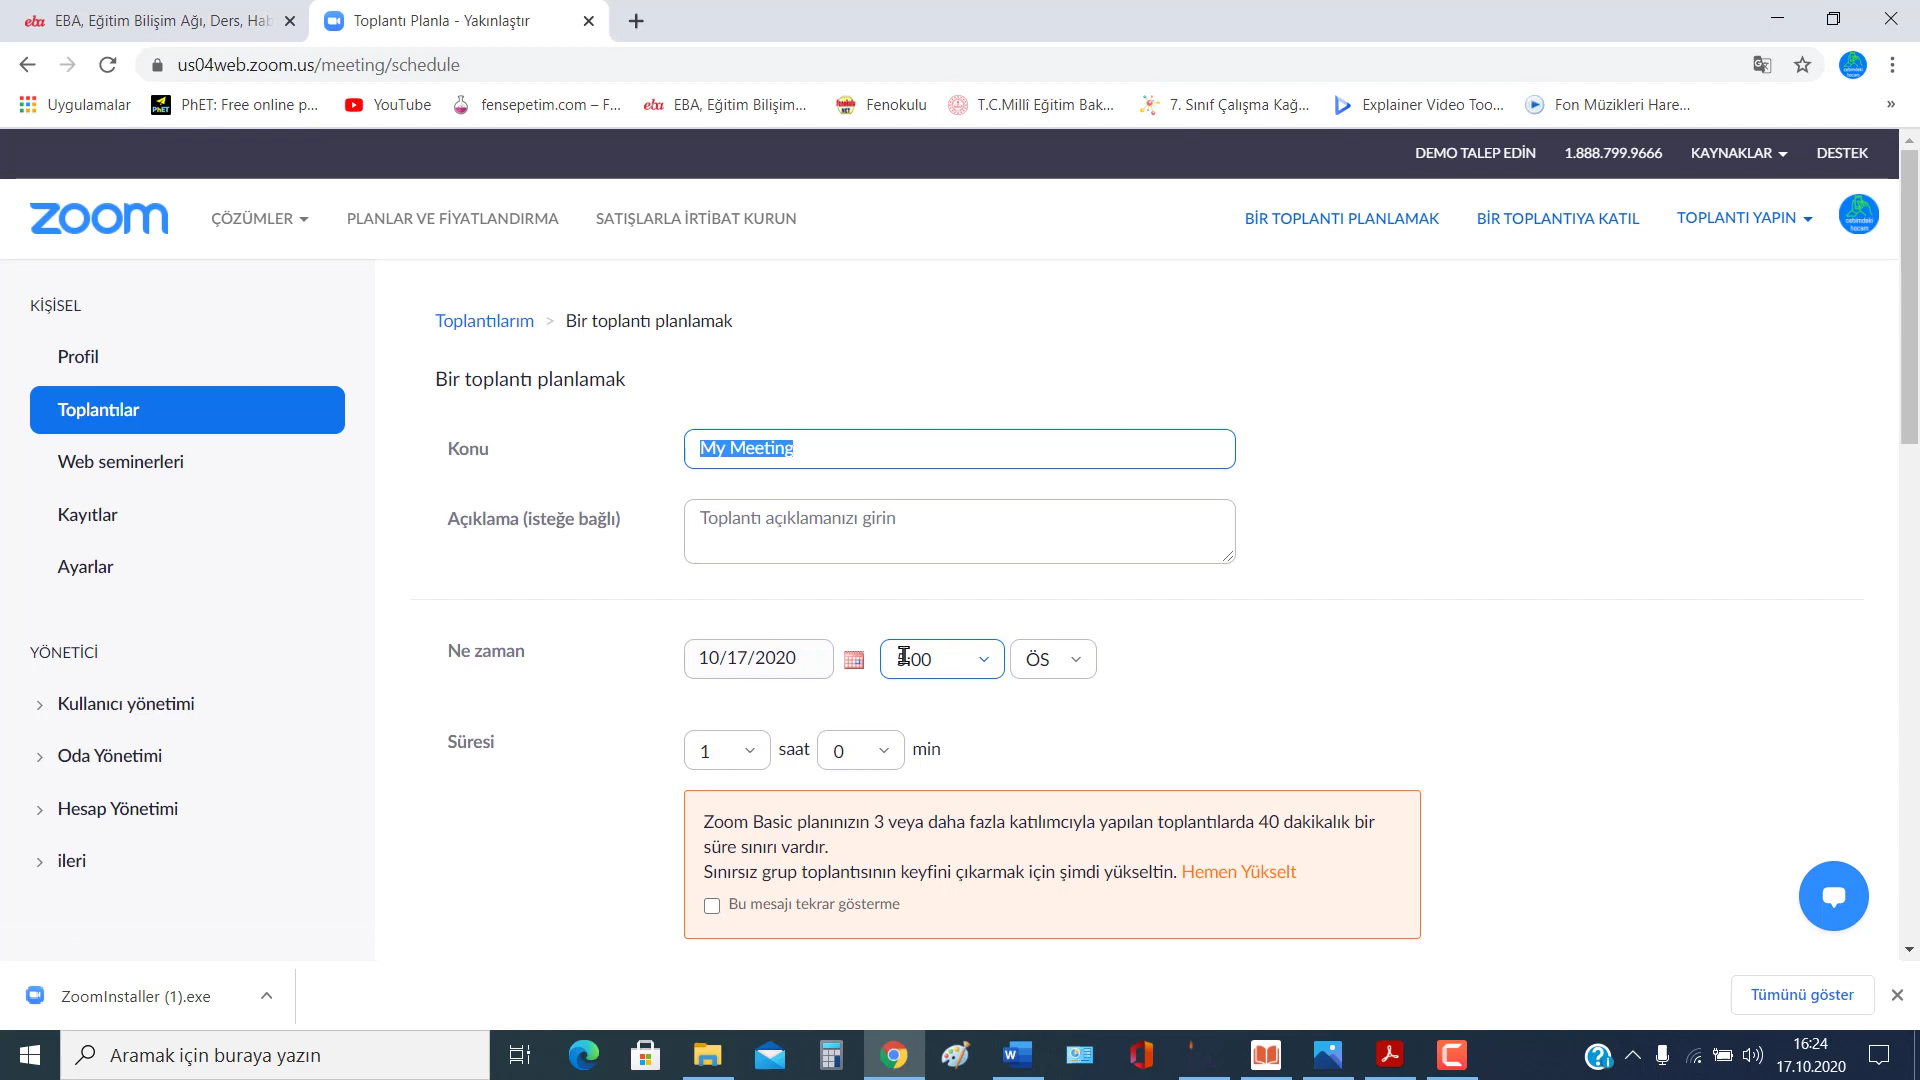 EBA, Eğitim Bilişim Ağı, Ders, Hab
Toplantı Planla - Yakınlaştır
us04web.zoom.us/meeting/schedule
Uygulamalar
PhET: Free online p...
YouTube
fensepetim.com – F...
EBA, Eğitim Bilişim...
Fenokulu
T.C.Millî Eğitim Bak...
7. Sınıf Çalışma Kağ...
Explainer Video Too...
Fon Müzikleri Hare...
DEMO TALEP EDİN
1.888.799.9666
KAYNAKLAR
DESTEK
zoom
ÇÖZÜMLER
PLANLAR VE FİYATLANDIRMA
SATIŞLARLA İRTİBAT KURUN
BİR TOPLANTI PLANLAMAK
BİR TOPLANTIYA KATIL
TOPLANTI YAPIN
KİŞİSEL
Profil
Toplantılar
Web seminerleri
Kayıtlar
Ayarlar
YÖNETİCİ
Kullanıcı yönetimi
Oda Yönetimi
Hesap Yönetimi
ileri
Toplantılarım > Bir toplantı planlamak
Bir toplantı planlamak
Konu
My Meeting
Açıklama (isteğe bağlı)
Toplantı açıklamanızı girin
Ne zaman
10/17/2020
:00
ÖS
Süresi
1 saat 0 min
Zoom Basic planınızın 3 veya daha fazla katılımcıyla yapılan toplantılarda 40 dakikalık bir
süre sınırı vardır.
Sınırsız grup toplantısının keyfini çıkarmak için şimdi yükseltin. Hemen Yükselt
Bu mesajı tekrar gösterme
ZoomInstaller (1).exe
Tümünü göster
Aramak için buraya yazın
16:24
17.10.2020